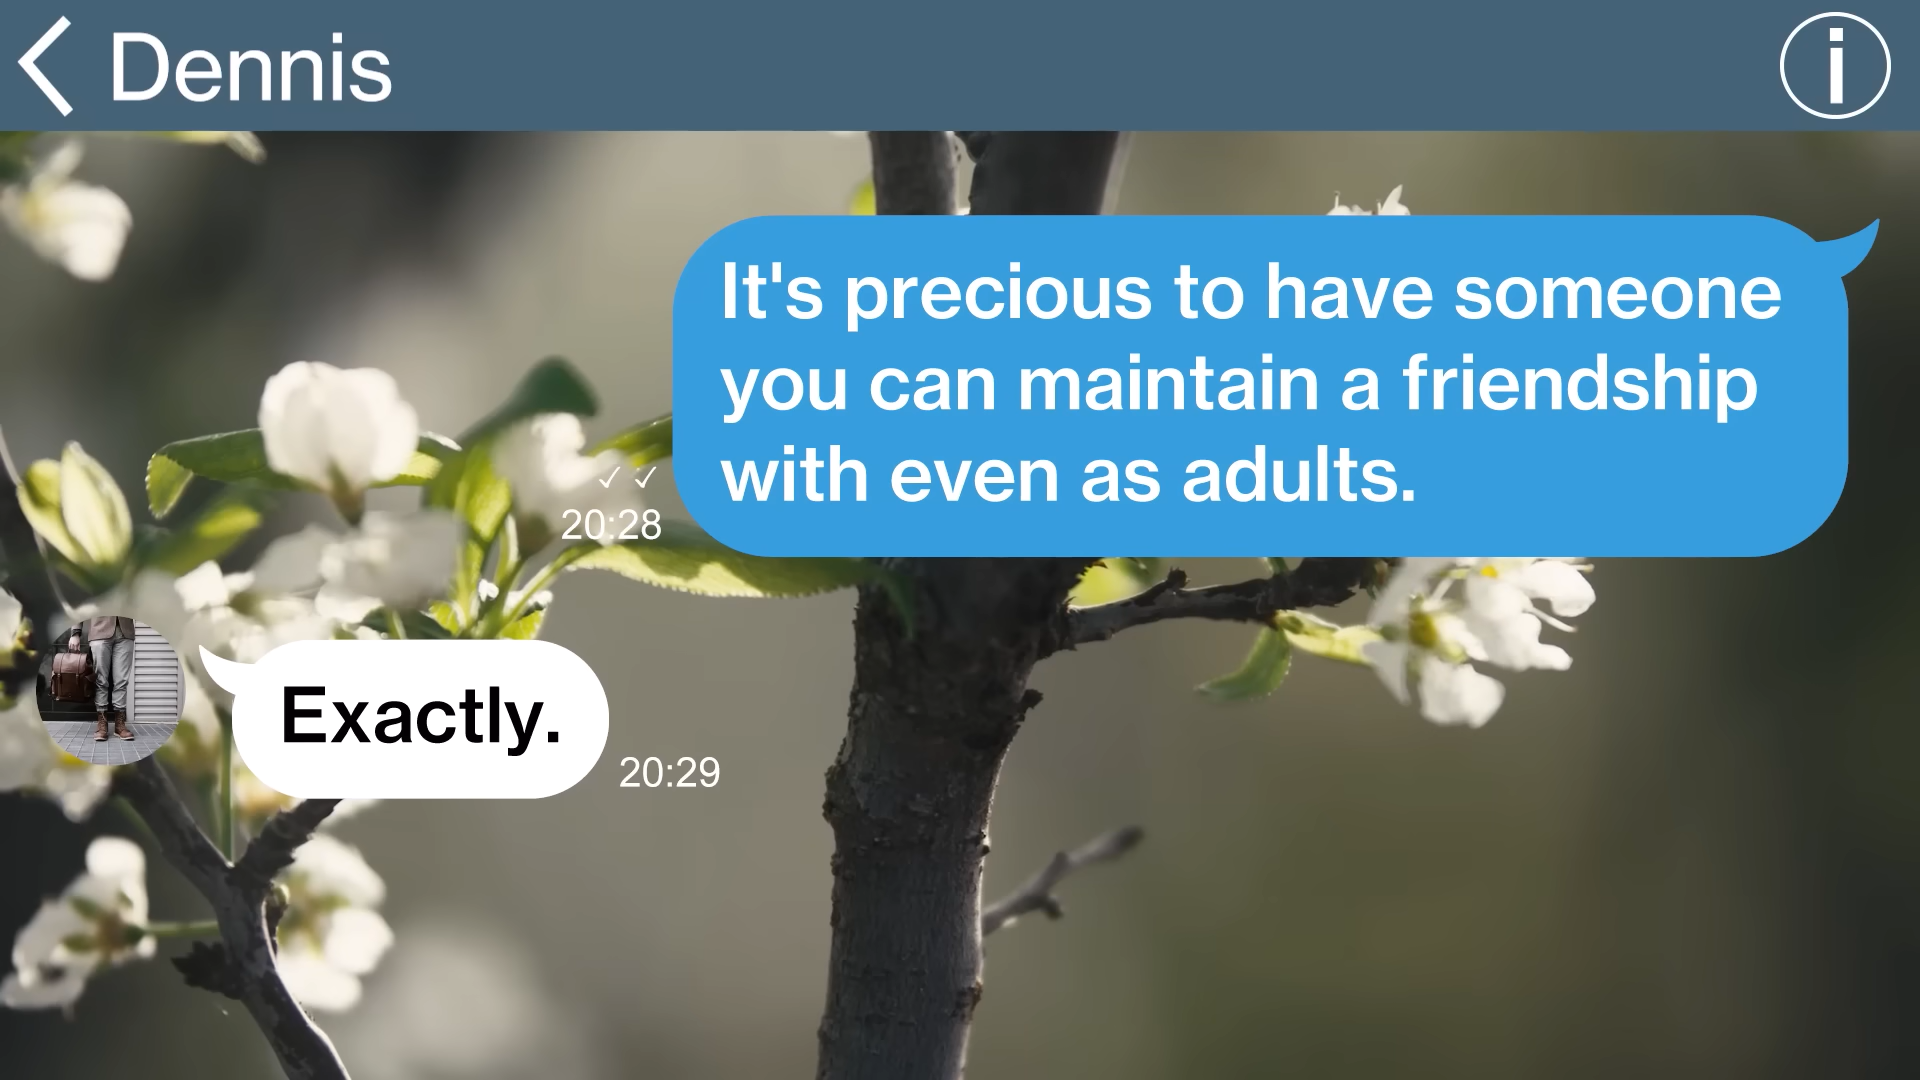 Dennis
It's precious to have someone
you can maintain a friendship
with even as adults.
20:28
Exactly.
20:29